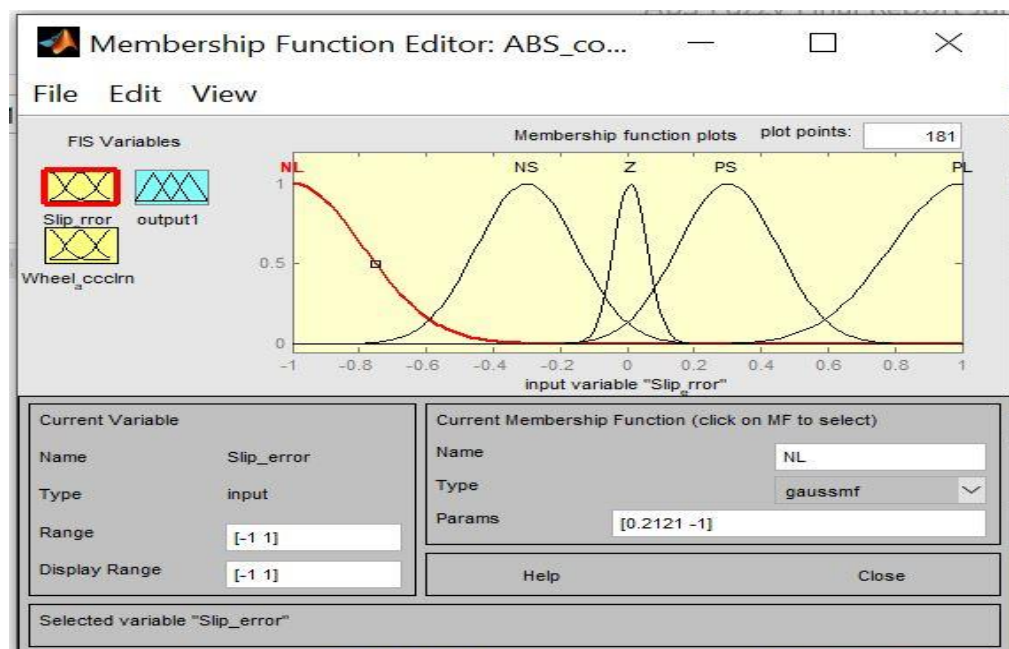 Membership Function Editor: ABS_co...
File Edit View
FIS Variables
Membership function plots plot points: 181
NL NS Z PS PL
Slip_rror output1
Wheel_acclrn
1
0.5
0
-1 -0.8 -0.6 -0.4 -0.2 0 0.2 0.4 0.6 0.8 1
input variable "Slip_error"
Current Variable
Name Slip_error
Type input
Range [-1 1]
Display Range [-1 1]
Current Membership Function (click on MF to select)
Name NL
Type gaussmf
Params [0.2121 -1]
Help Close
Selected variable "Slip_error"